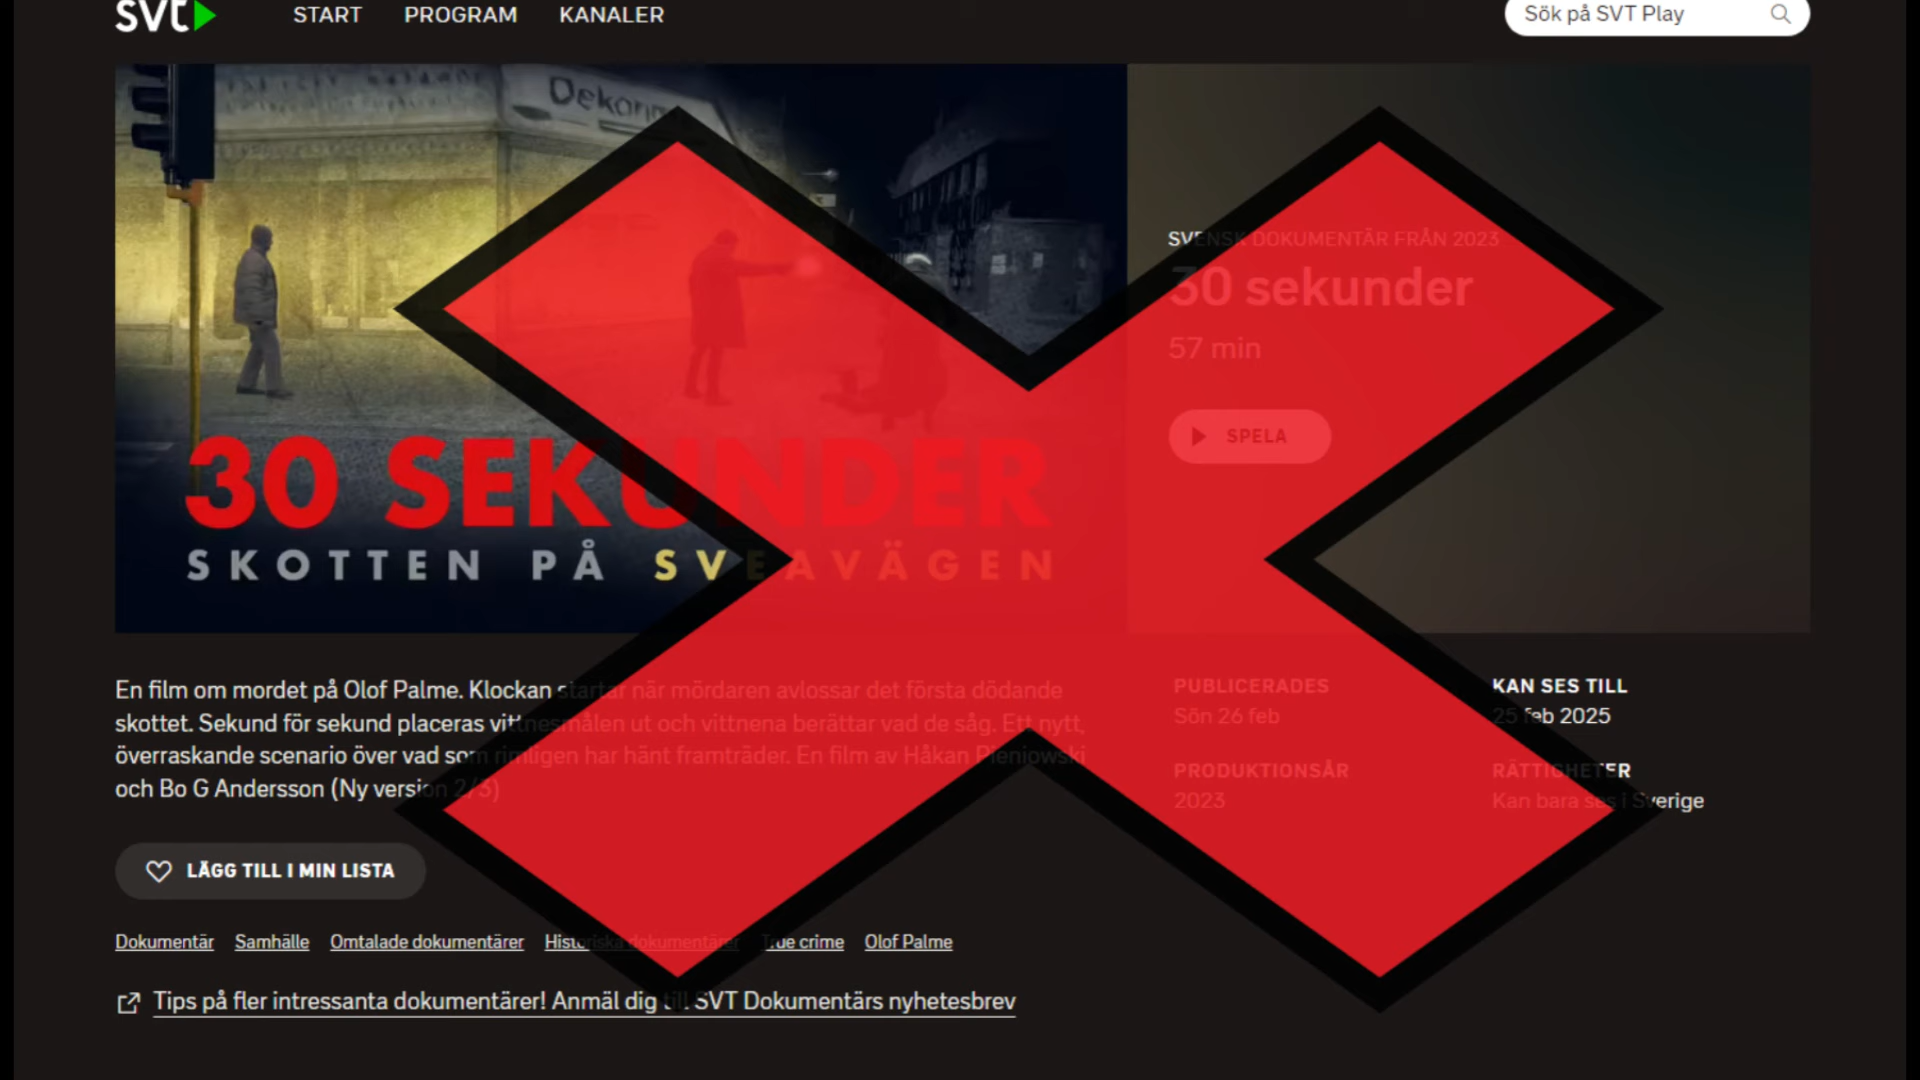 svt
START PROGRAM KANALER
Sök på SVT Play
Dekorima
30 SEKUNDER
SKOTTEN PÅ SVEAVÄGEN
SVENSK DOKUMENTÄR FRÅN 2023
30 sekunder
57 min
SPELA
En film om mordet på Olof Palme. Klockan startar när mördaren avlossar det första dödande
skottet. Sekund för sekund placeras vittnesmålen ut och vittnena berättar vad de såg. Ett nytt,
överraskande scenario över vad som rimligen har hänt framträder. En film av Håkan Pieniowski
och Bo G Andersson (Ny version 2/3)
PUBLICERADES
Sön 26 feb
KAN SES TILL
25 feb 2025
PRODUKTIONSÅR
2023
RÄTTIGHETER
Kan bara ses i Sverige
LÄGG TILL I MIN LISTA
Dokumentär Samhälle Omtalade dokumentärer Historiska dokumentärer True crime Olof Palme
Tips på fler intressanta dokumentärer! Anmäl dig till SVT Dokumentärs nyhetsbrev